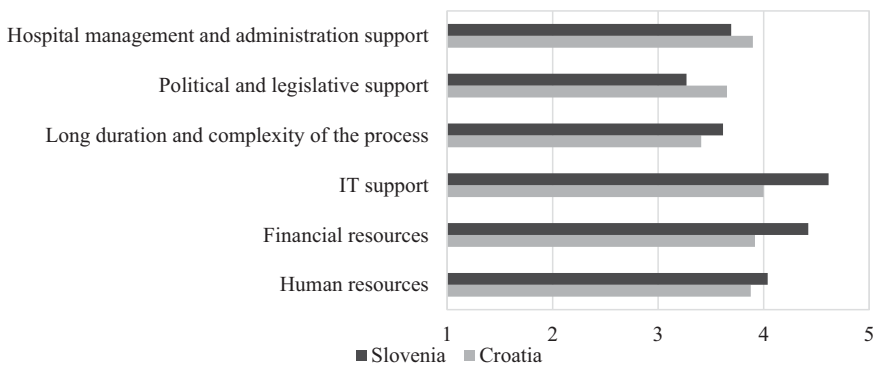 Hospital management and administration support
Political and legislative support
Long duration and complexity of the process
IT support
Financial resources
Human resources
1 2 3 4 5
Slovenia Croatia